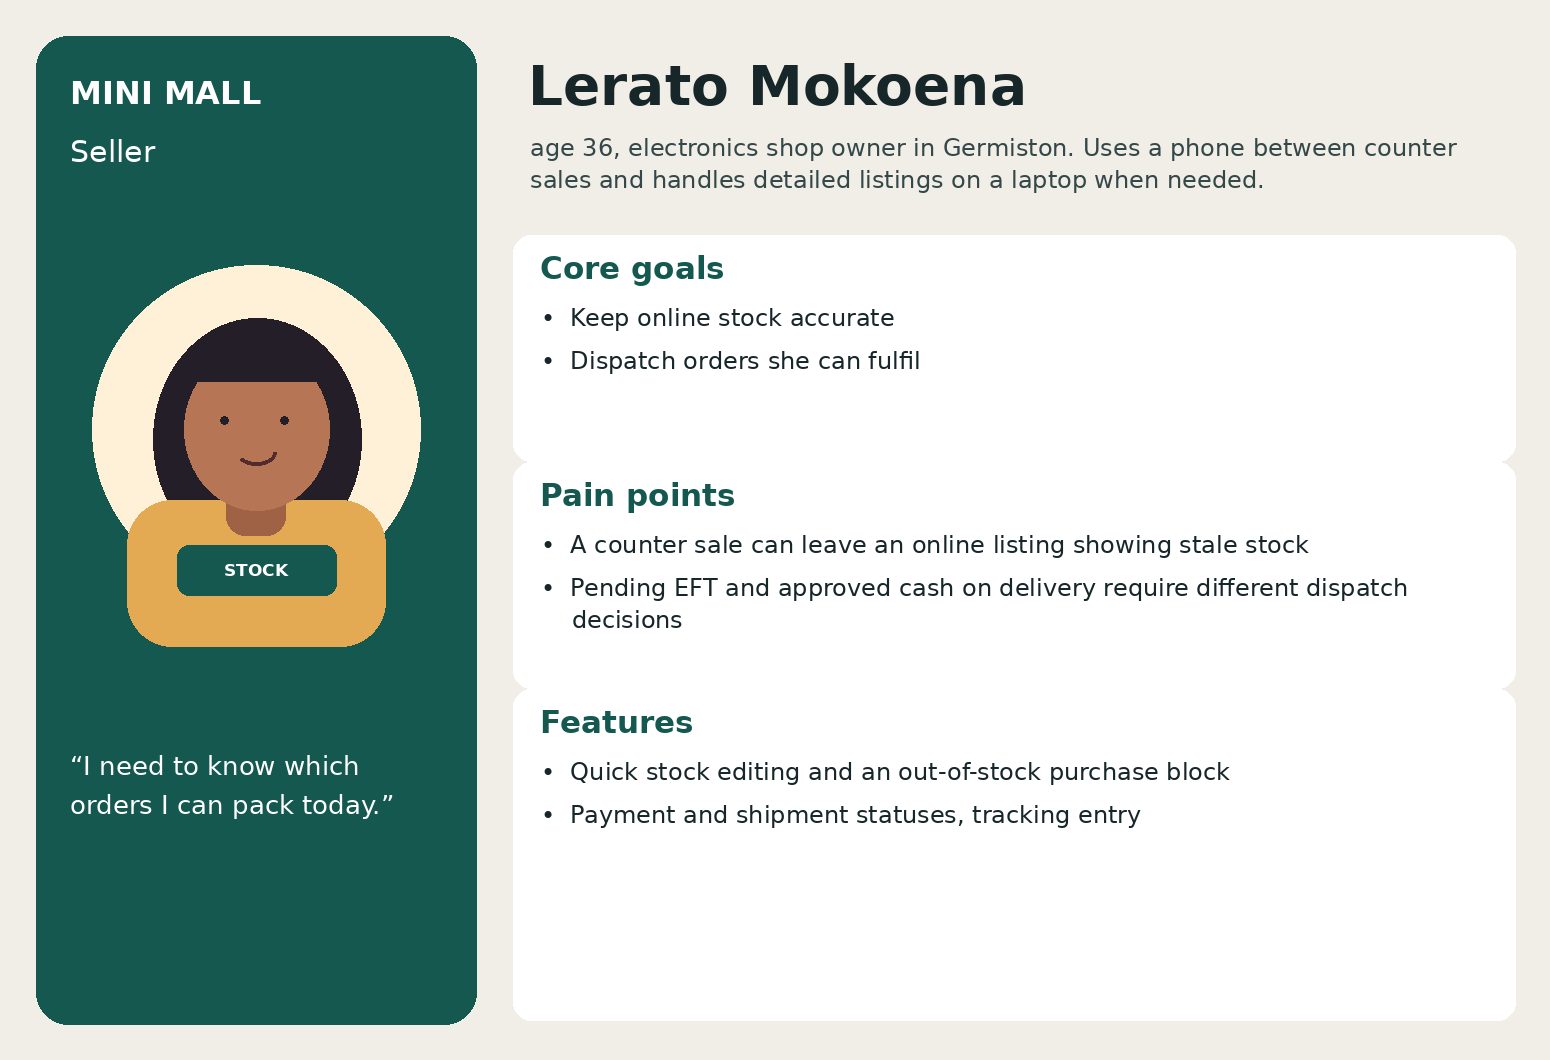 MINI MALL
Seller
STOCK
“I need to know which
orders I can pack today.”
Lerato Mokoena
age 36, electronics shop owner in Germiston. Uses a phone between counter
sales and handles detailed listings on a laptop when needed.
Core goals
• Keep online stock accurate
• Dispatch orders she can fulfil
Pain points
• A counter sale can leave an online listing showing stale stock
• Pending EFT and approved cash on delivery require different dispatch
decisions
Features
• Quick stock editing and an out-of-stock purchase block
• Payment and shipment statuses, tracking entry